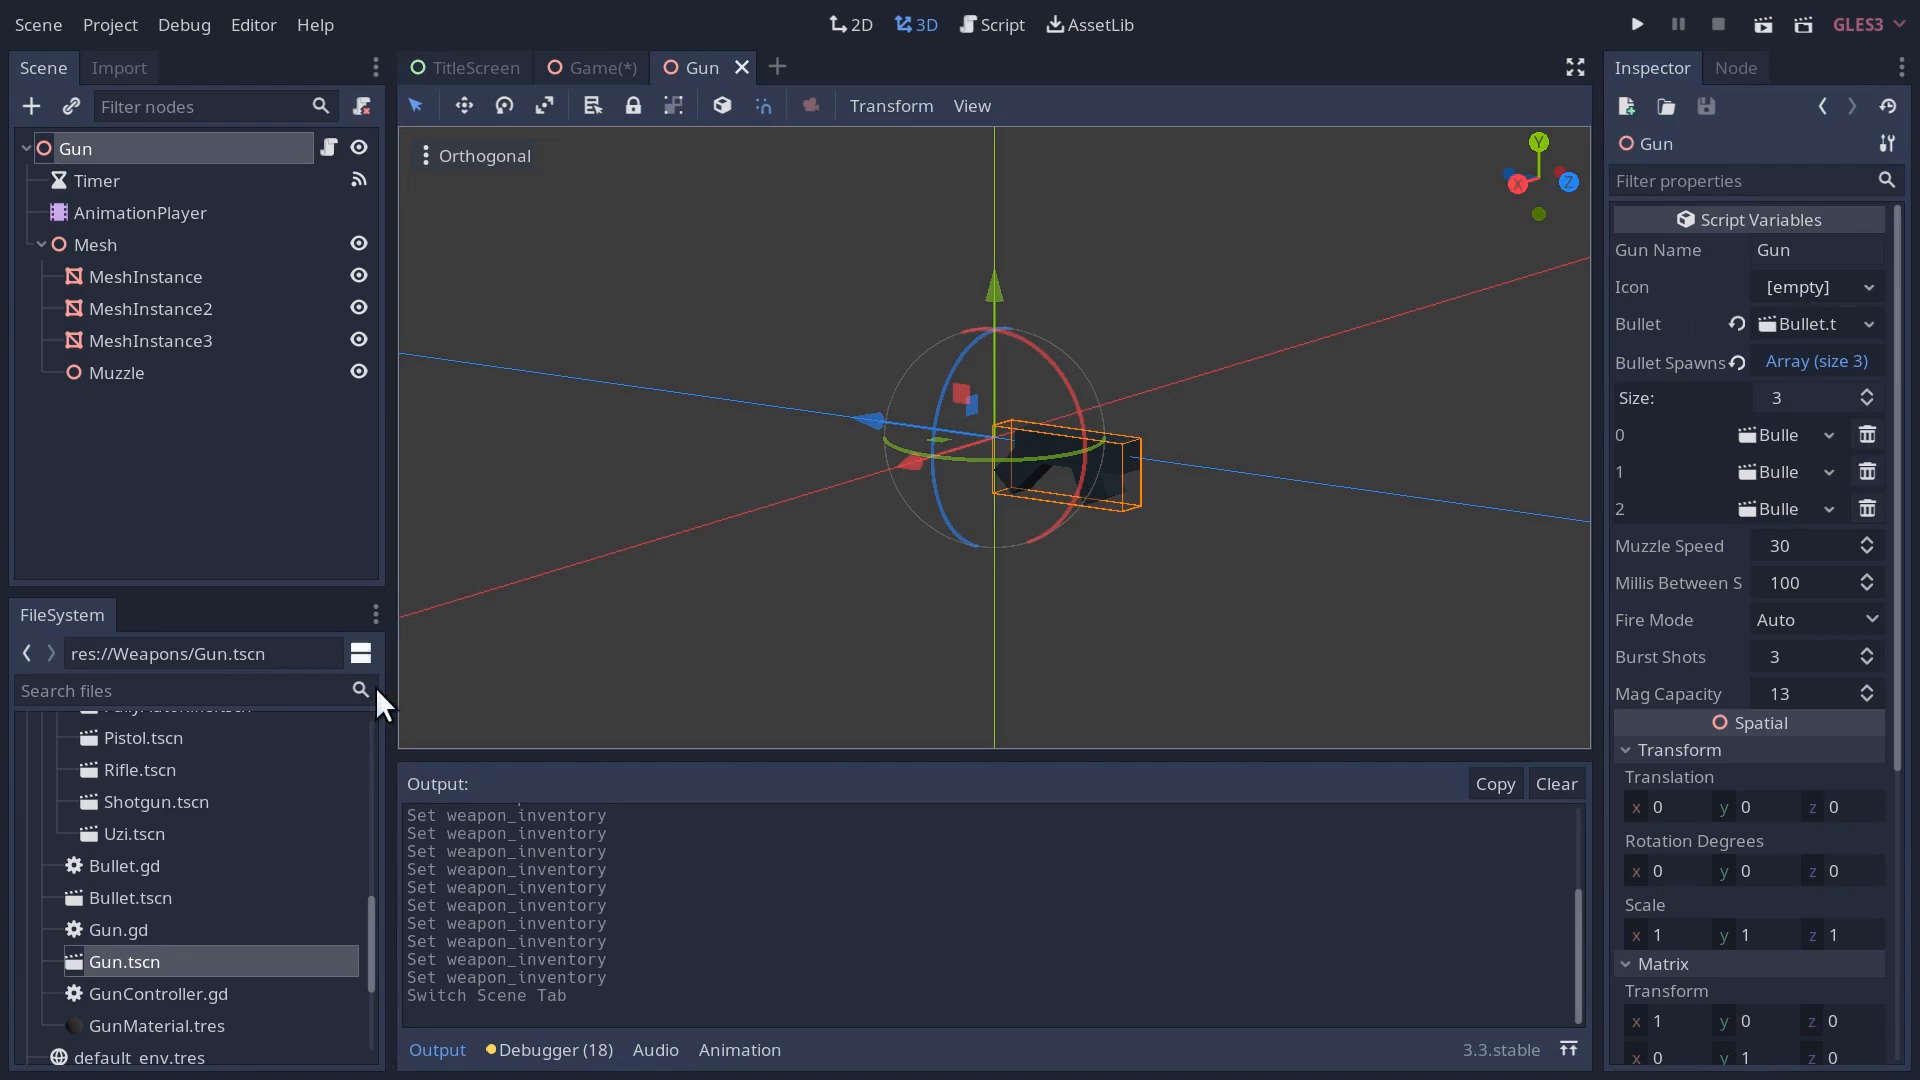 Scene Project Debug Editor Help
2D 3D Script AssetLib
GLES3
Scene Import
Filter nodes
Gun
Timer
AnimationPlayer
Mesh
MeshInstance
MeshInstance2
MeshInstance3
Muzzle
FileSystem
res://Weapons/Gun.tscn
Search files
Pistol.tscn
Rifle.tscn
Shotgun.tscn
Uzi.tscn
Bullet.gd
Bullet.tscn
Gun.gd
Gun.tscn
GunController.gd
GunMaterial.tres
default_env.tres
TitleScreen Game(*) Gun
Transform View
Orthogonal
Y
X
Z
Output:
Copy Clear
Set weapon_inventory
Set weapon_inventory
Set weapon_inventory
Set weapon_inventory
Set weapon_inventory
Set weapon_inventory
Set weapon_inventory
Set weapon_inventory
Set weapon_inventory
Set weapon_inventory
Switch Scene Tab
Output Debugger (18) Audio Animation
3.3.stable
Inspector Node
Gun
Filter properties
Script Variables
Gun Name Gun
Icon [empty]
Bullet Bullet.t
Bullet Spawns Array (size 3)
Size: 3
0 Bulle
1 Bulle
2 Bulle
Muzzle Speed 30
Millis Between S 100
Fire Mode Auto
Burst Shots 3
Mag Capacity 13
Spatial
Transform
Translation
x 0 y 0 z 0
Rotation Degrees
x 0 y 0 z 0
Scale
x 1 y 1 z 1
Matrix
Transform
x 1 y 0 z 0
x 0 y 1 z 0